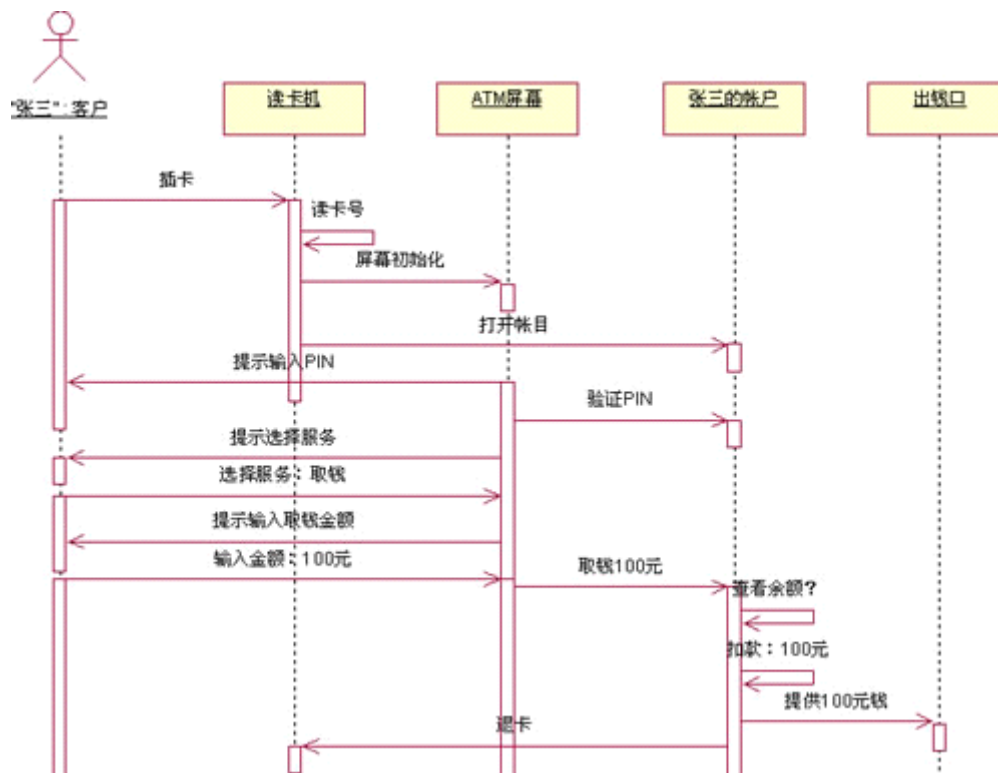 "张三":客户
读卡机
ATM屏幕
张三的帐户
出钱口
插卡
读卡号
屏幕初始化
打开帐目
提示输入PIN
验证PIN
提示选择服务
选择服务:取钱
提示输入取钱金额
输入金额:100元
取钱100元
查看余额?
扣款:100元
提供100元钱
退卡